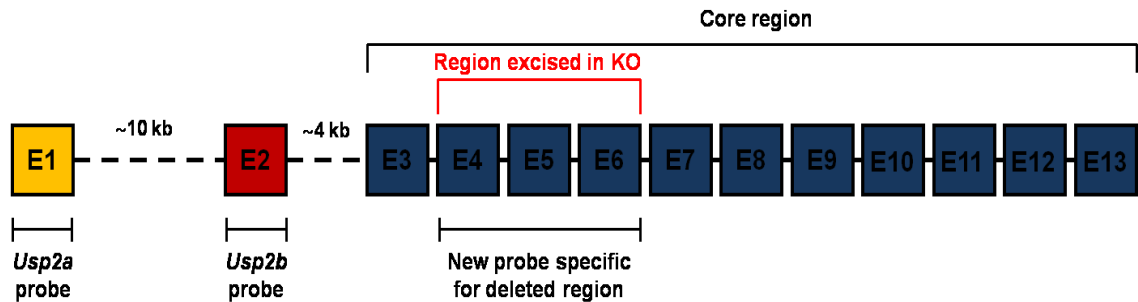 Core region
Region excised in KO
~10 kb
~4 kb
E1
E2
E3
E4
E5
E6
E7
E8
E9
E10
E11
E12
E13
Usp2a
probe
Usp2b
probe
New probe specific
for deleted region